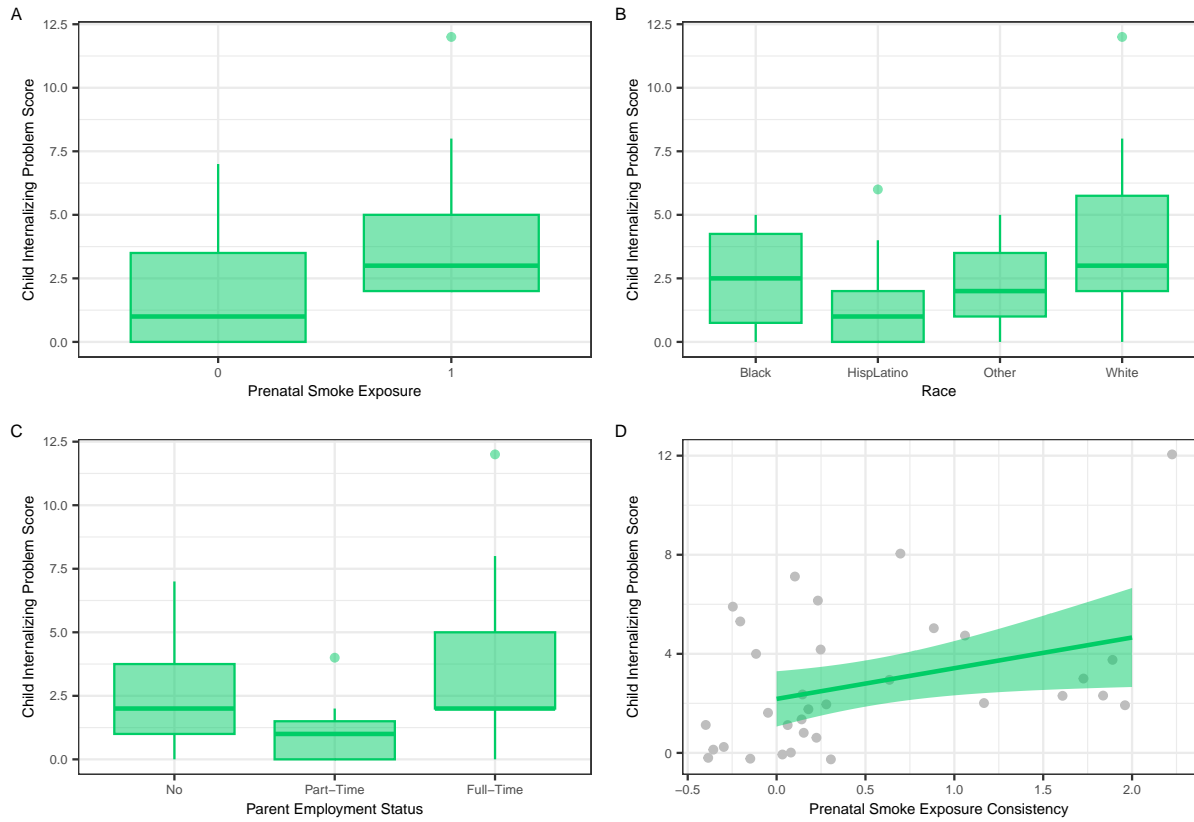 A
Child Internalizing Problem Score
12.5
10.0
7.5
5.0
2.5
0.0
0
1
Prenatal Smoke Exposure
B
Child Internalizing Problem Score
12.5
10.0
7.5
5.0
2.5
0.0
Black
HispLatino
Other
White
Race
C
Child Internalizing Problem Score
12.5
10.0
7.5
5.0
2.5
0.0
No
Part−Time
Full−Time
Parent Employment Status
D
Child Internalizing Problem Score
12
8
4
0
−0.5
0.0
0.5
1.0
1.5
2.0
Prenatal Smoke Exposure Consistency